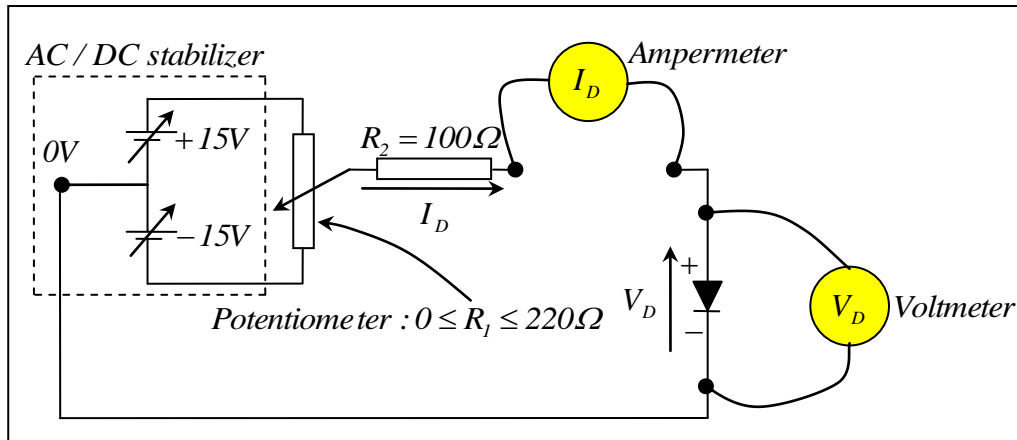 AC / DC stabilizer
Ampermeter
I_D
R_2 = 100Ω
+ 15V
0V
I_D
– 15V
V_D
+
–
V_D
Voltmeter
Potentiometer : 0 ≤ R_1 ≤ 220Ω